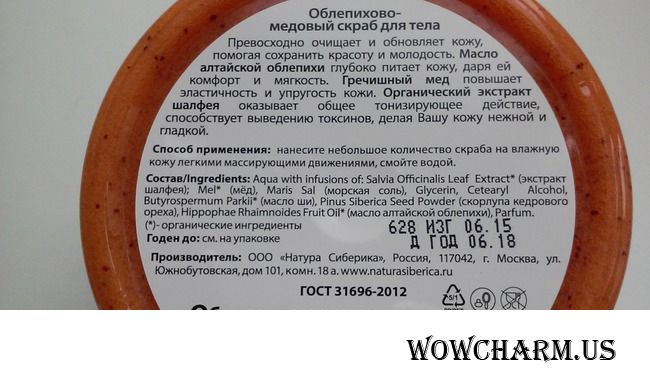 Облепихово-
медовый скраб для тела
Превосходно очищает и обновляет кожу,
помогая сохранить красоту и молодость. Масло
алтайской облепихи глубоко питает кожу, даря ей
комфорт и мягкость. Гречишный мед повышает
эластичность и упругость кожи. Органический экстракт
шалфея оказывает общее тонизирующее действие,
способствует выведению токсинов, делая Вашу кожу нежной и
гладкой.
Способ применения: нанесите небольшое количество скраба на влажную
кожу легкими массирующими движениями, смойте водой.
Состав/Ingredients: Aqua with infusions of: Salvia Officinalis Leaf Extract* (экстракт
шалфея); Mel* (мёд), Maris Sal (морская соль), Glycerin, Cetearyl Alcohol,
Butyrospermum Parkii* (масло ши), Pinus Siberica Seed Powder (скорлупа кедрового
ореха), Hippophae Rhaimnoides Fruit Oil* (масло алтайской облепихи), Parfum.
(*)- органические ингредиенты
628 ИЗГ 06.15
Годен до: см. на упаковке
Д ГОД 06.18
Производитель: ООО «Натура Сиберика», Россия, 117042, г. Москва, ул.
Южнобутовская, дом 101, комн. 18 а. www.naturasiberica.ru
ГОСТ 31696-2012
WOWCHARM.US